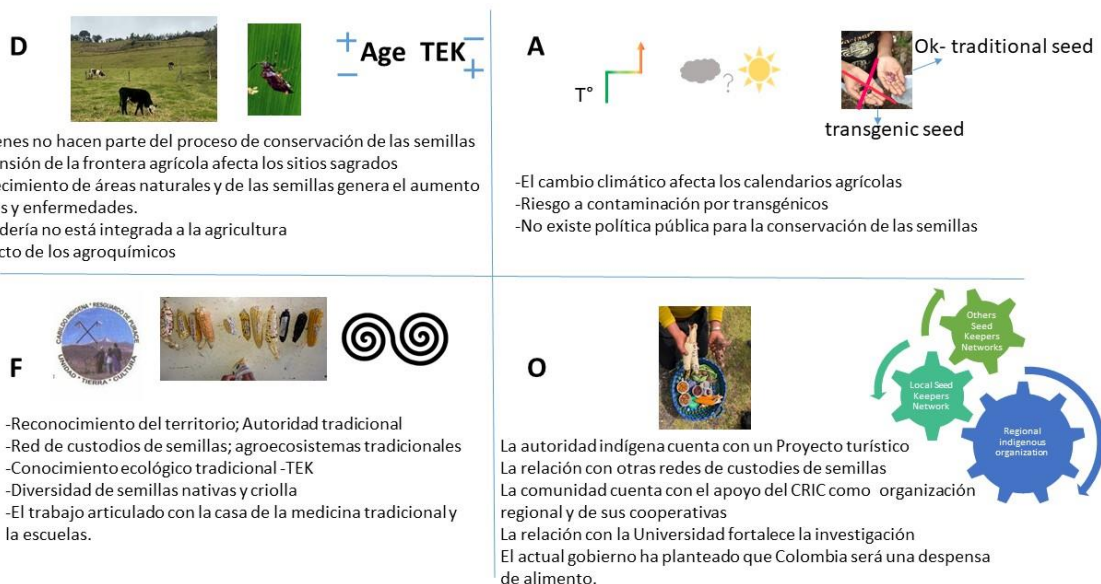 D
+ Age TEK -
- +
enes no hacen parte del proceso de conservación de las semillas
nsión de la frontera agrícola afecta los sitios sagrados
ecimiento de áreas naturales y de las semillas genera el aumento
s y enfermedades.
dería no está integrada a la agricultura
cto de los agroquímicos
A
T°
?
Ok- traditional seed
transgenic seed
-El cambio climático afecta los calendarios agrícolas
-Riesgo a contaminación por transgénicos
-No existe política pública para la conservación de las semillas
F
CABILDO INDIGENA * RESGUARDO DE PURACE
UNIDAD * TIERRA * CULTURA
-Reconocimiento del territorio; Autoridad tradicional
-Red de custodios de semillas; agroecosistemas tradicionales
-Conocimiento ecológico tradicional -TEK
-Diversidad de semillas nativas y criolla
-El trabajo articulado con la casa de la medicina tradicional y
la escuelas.
O
Others
Seed
Keepers
Networks
Local Seed
Keepers
Network
Regional
indigenous
organization
La autoridad indígena cuenta con un Proyecto turístico
La relación con otras redes de custodies de semillas
La comunidad cuenta con el apoyo del CRIC como organización
regional y de sus cooperativas
La relación con la Universidad fortalece la investigación
El actual gobierno ha planteado que Colombia será una despensa
de alimento.